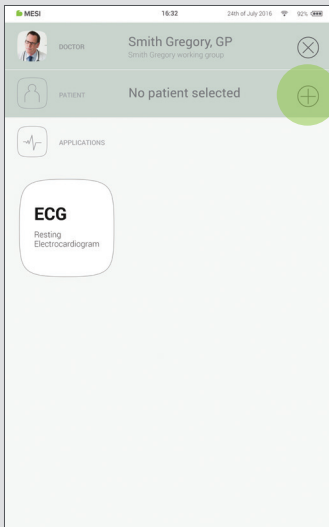 MESI 16:32 24th of July 2016 92%
DOCTOR Smith Gregory, GP
Smith Gregory working group
PATIENT No patient selected
APPLICATIONS
ECG
Resting
Electrocardiogram